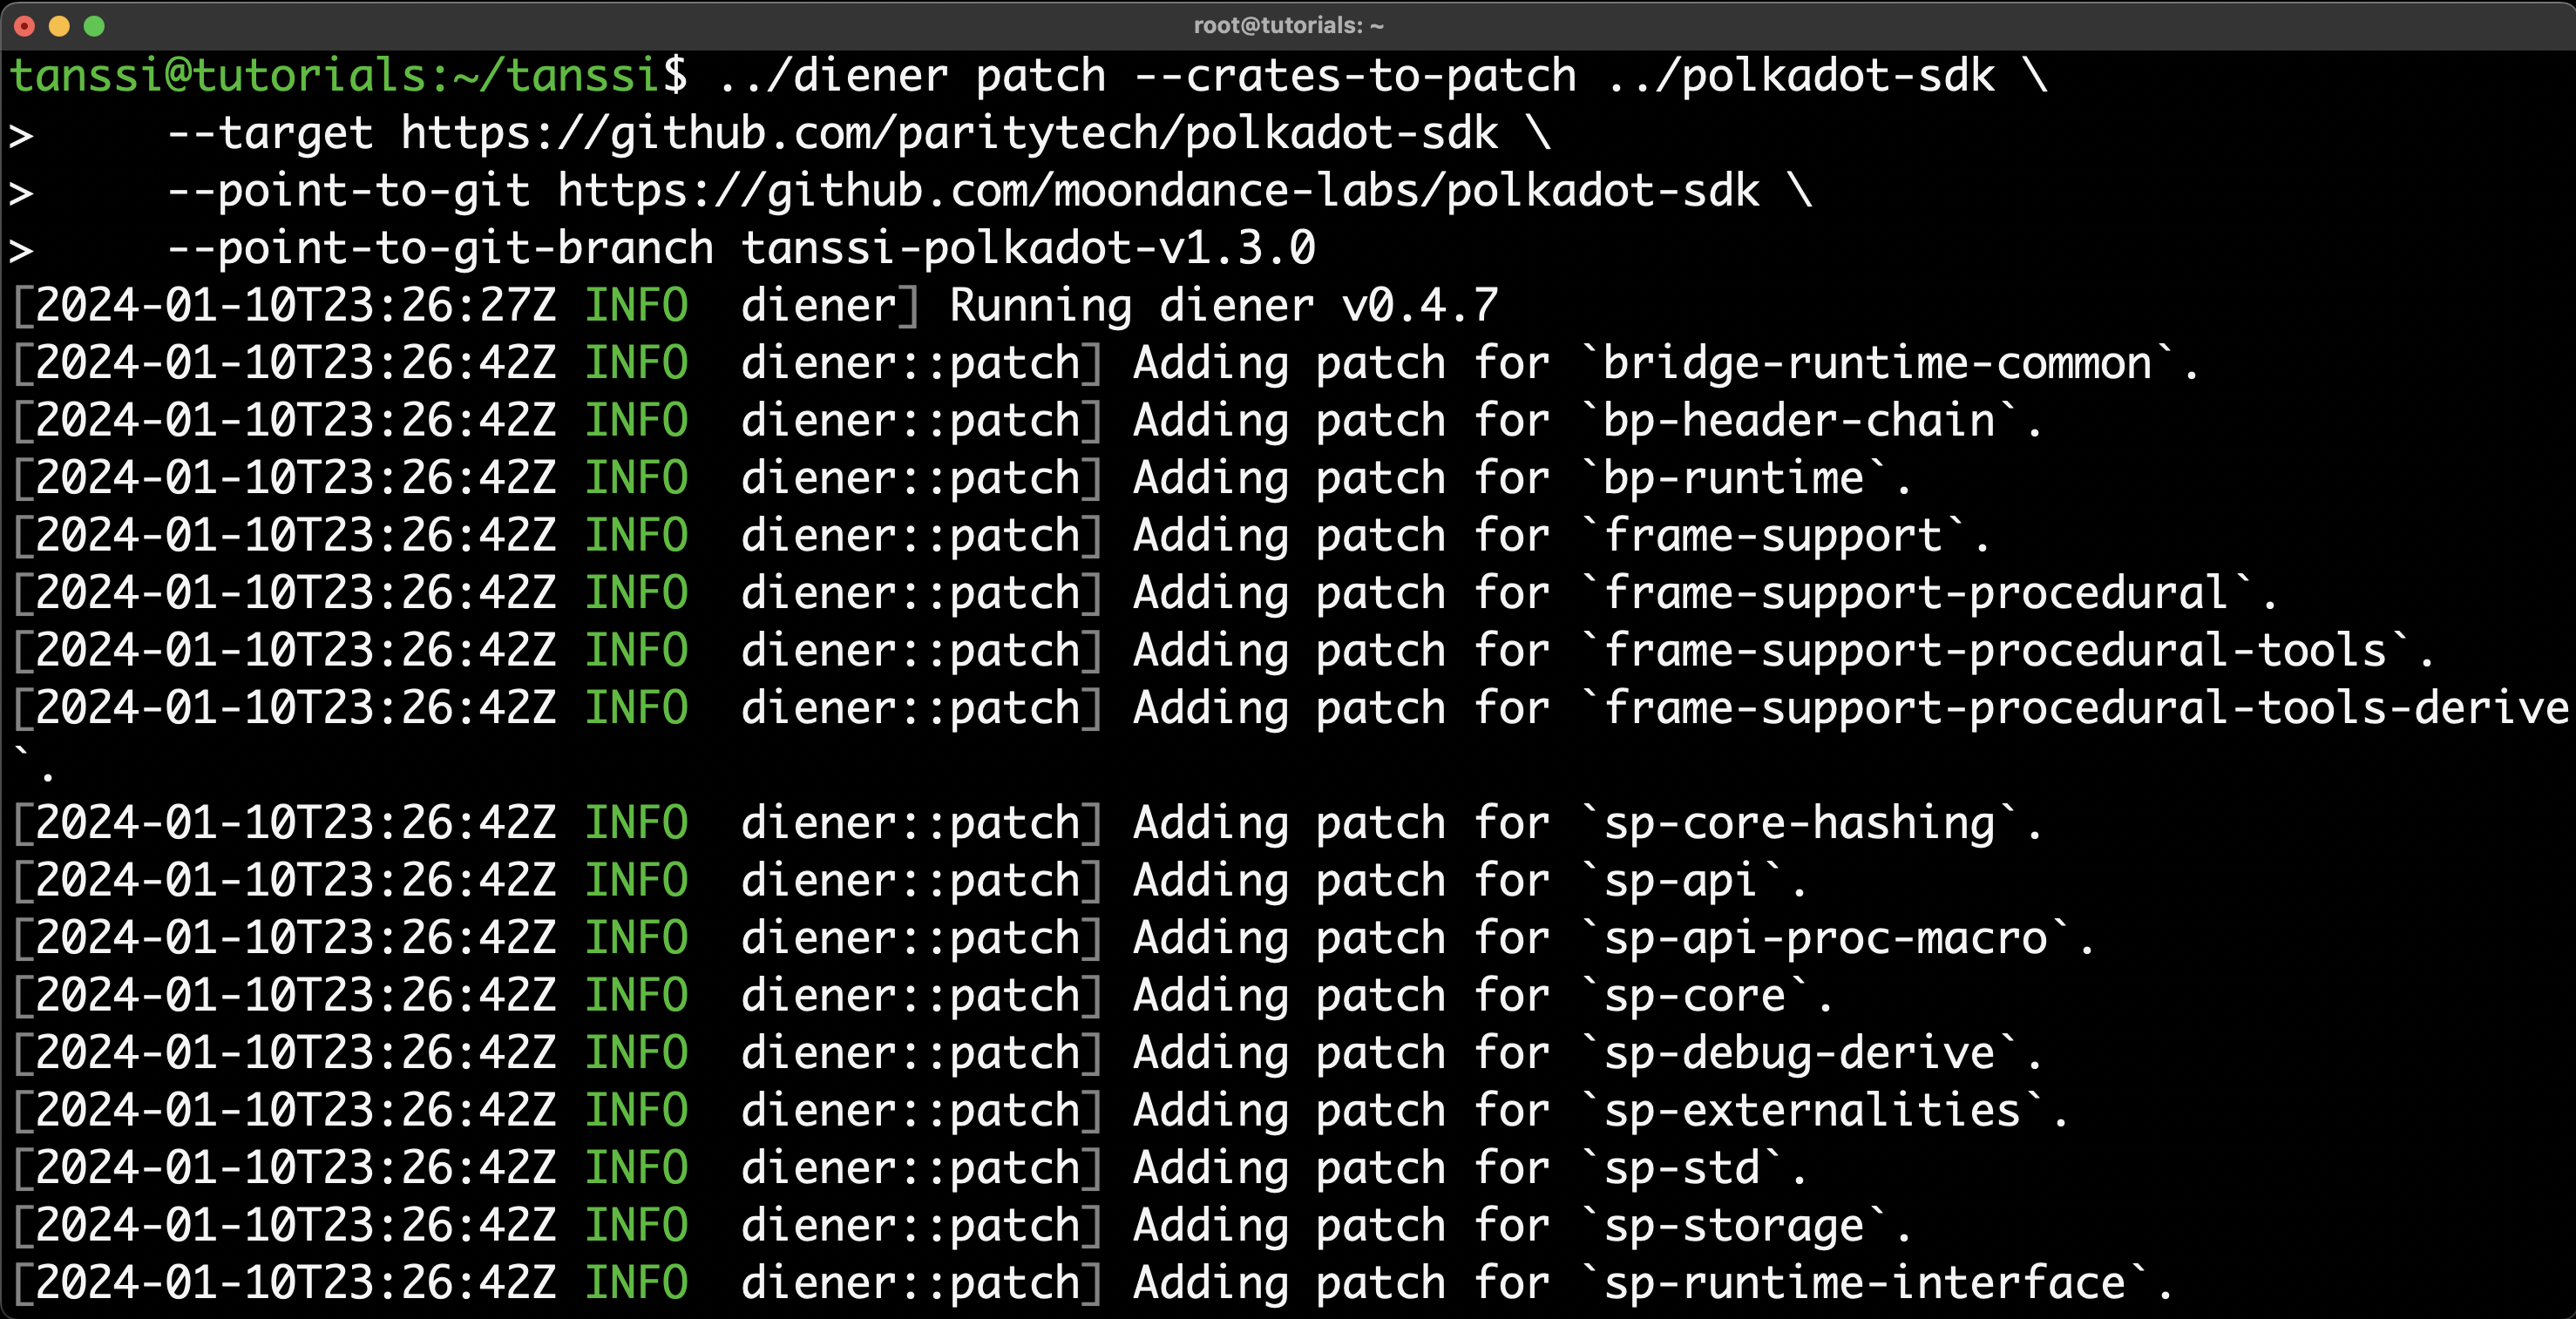 root@tutorials: ~
tanssi@tutorials:~/tanssi$ ../diener patch --crates-to-patch ../polkadot-sdk \
>     --target https://github.com/paritytech/polkadot-sdk \
>     --point-to-git https://github.com/moondance-labs/polkadot-sdk \
>     --point-to-git-branch tanssi-polkadot-v1.3.0
[2024-01-10T23:26:27Z INFO  diener] Running diener v0.4.7
[2024-01-10T23:26:42Z INFO  diener::patch] Adding patch for `bridge-runtime-common`.
[2024-01-10T23:26:42Z INFO  diener::patch] Adding patch for `bp-header-chain`.
[2024-01-10T23:26:42Z INFO  diener::patch] Adding patch for `bp-runtime`.
[2024-01-10T23:26:42Z INFO  diener::patch] Adding patch for `frame-support`.
[2024-01-10T23:26:42Z INFO  diener::patch] Adding patch for `frame-support-procedural`.
[2024-01-10T23:26:42Z INFO  diener::patch] Adding patch for `frame-support-procedural-tools`.
[2024-01-10T23:26:42Z INFO  diener::patch] Adding patch for `frame-support-procedural-tools-derive
`.
[2024-01-10T23:26:42Z INFO  diener::patch] Adding patch for `sp-core-hashing`.
[2024-01-10T23:26:42Z INFO  diener::patch] Adding patch for `sp-api`.
[2024-01-10T23:26:42Z INFO  diener::patch] Adding patch for `sp-api-proc-macro`.
[2024-01-10T23:26:42Z INFO  diener::patch] Adding patch for `sp-core`.
[2024-01-10T23:26:42Z INFO  diener::patch] Adding patch for `sp-debug-derive`.
[2024-01-10T23:26:42Z INFO  diener::patch] Adding patch for `sp-externalities`.
[2024-01-10T23:26:42Z INFO  diener::patch] Adding patch for `sp-std`.
[2024-01-10T23:26:42Z INFO  diener::patch] Adding patch for `sp-storage`.
[2024-01-10T23:26:42Z INFO  diener::patch] Adding patch for `sp-runtime-interface`.